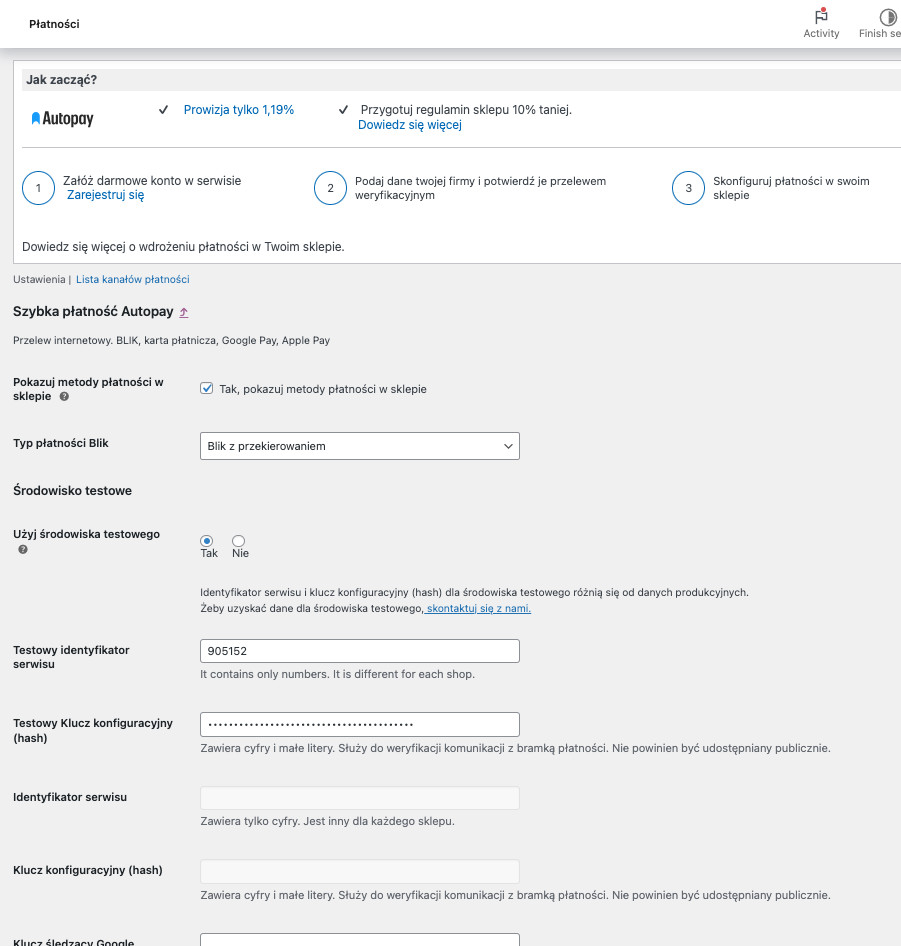 Płatności
Activity
Finish se
Jak zacząć?
Autopay
Prowizja tylko 1,19%
Przygotuj regulamin sklepu 10% taniej.
Dowiedz się więcej
1
Załóż darmowe konto w serwisie
Zarejestruj się
2
Podaj dane twojej firmy i potwierdź je przelewem
weryfikacyjnym
3
Skonfiguruj płatności w swoim
sklepie
Dowiedz się więcej o wdrożeniu płatności w Twoim sklepie.
Ustawienia | Lista kanałów płatności
Szybka płatność Autopay
Przelew internetowy. BLIK, karta płatnicza, Google Pay, Apple Pay
Pokazuj metody płatności w
sklepie
Tak, pokazuj metody płatności w sklepie
Typ płatności Blik
Blik z przekierowaniem
Środowisko testowe
Użyj środowiska testowego
Tak Nie
Identyfikator serwisu i klucz konfiguracyjny (hash) dla środowiska testowego różnią się od danych produkcyjnych.
Żeby uzyskać dane dla środowiska testowego, skontaktuj się z nami.
Testowy identyfikator
serwisu
905152
It contains only numbers. It is different for each shop.
Testowy Klucz konfiguracyjny
(hash)
Zawiera cyfry i małe litery. Służy do weryfikacji komunikacji z bramką płatności. Nie powinien być udostępniany publicznie.
Identyfikator serwisu
Zawiera tylko cyfry. Jest inny dla każdego sklepu.
Klucz konfiguracyjny (hash)
Zawiera cyfry i małe litery. Służy do weryfikacji komunikacji z bramką płatności. Nie powinien być udostępniany publicznie.
Klucz śledzący Google